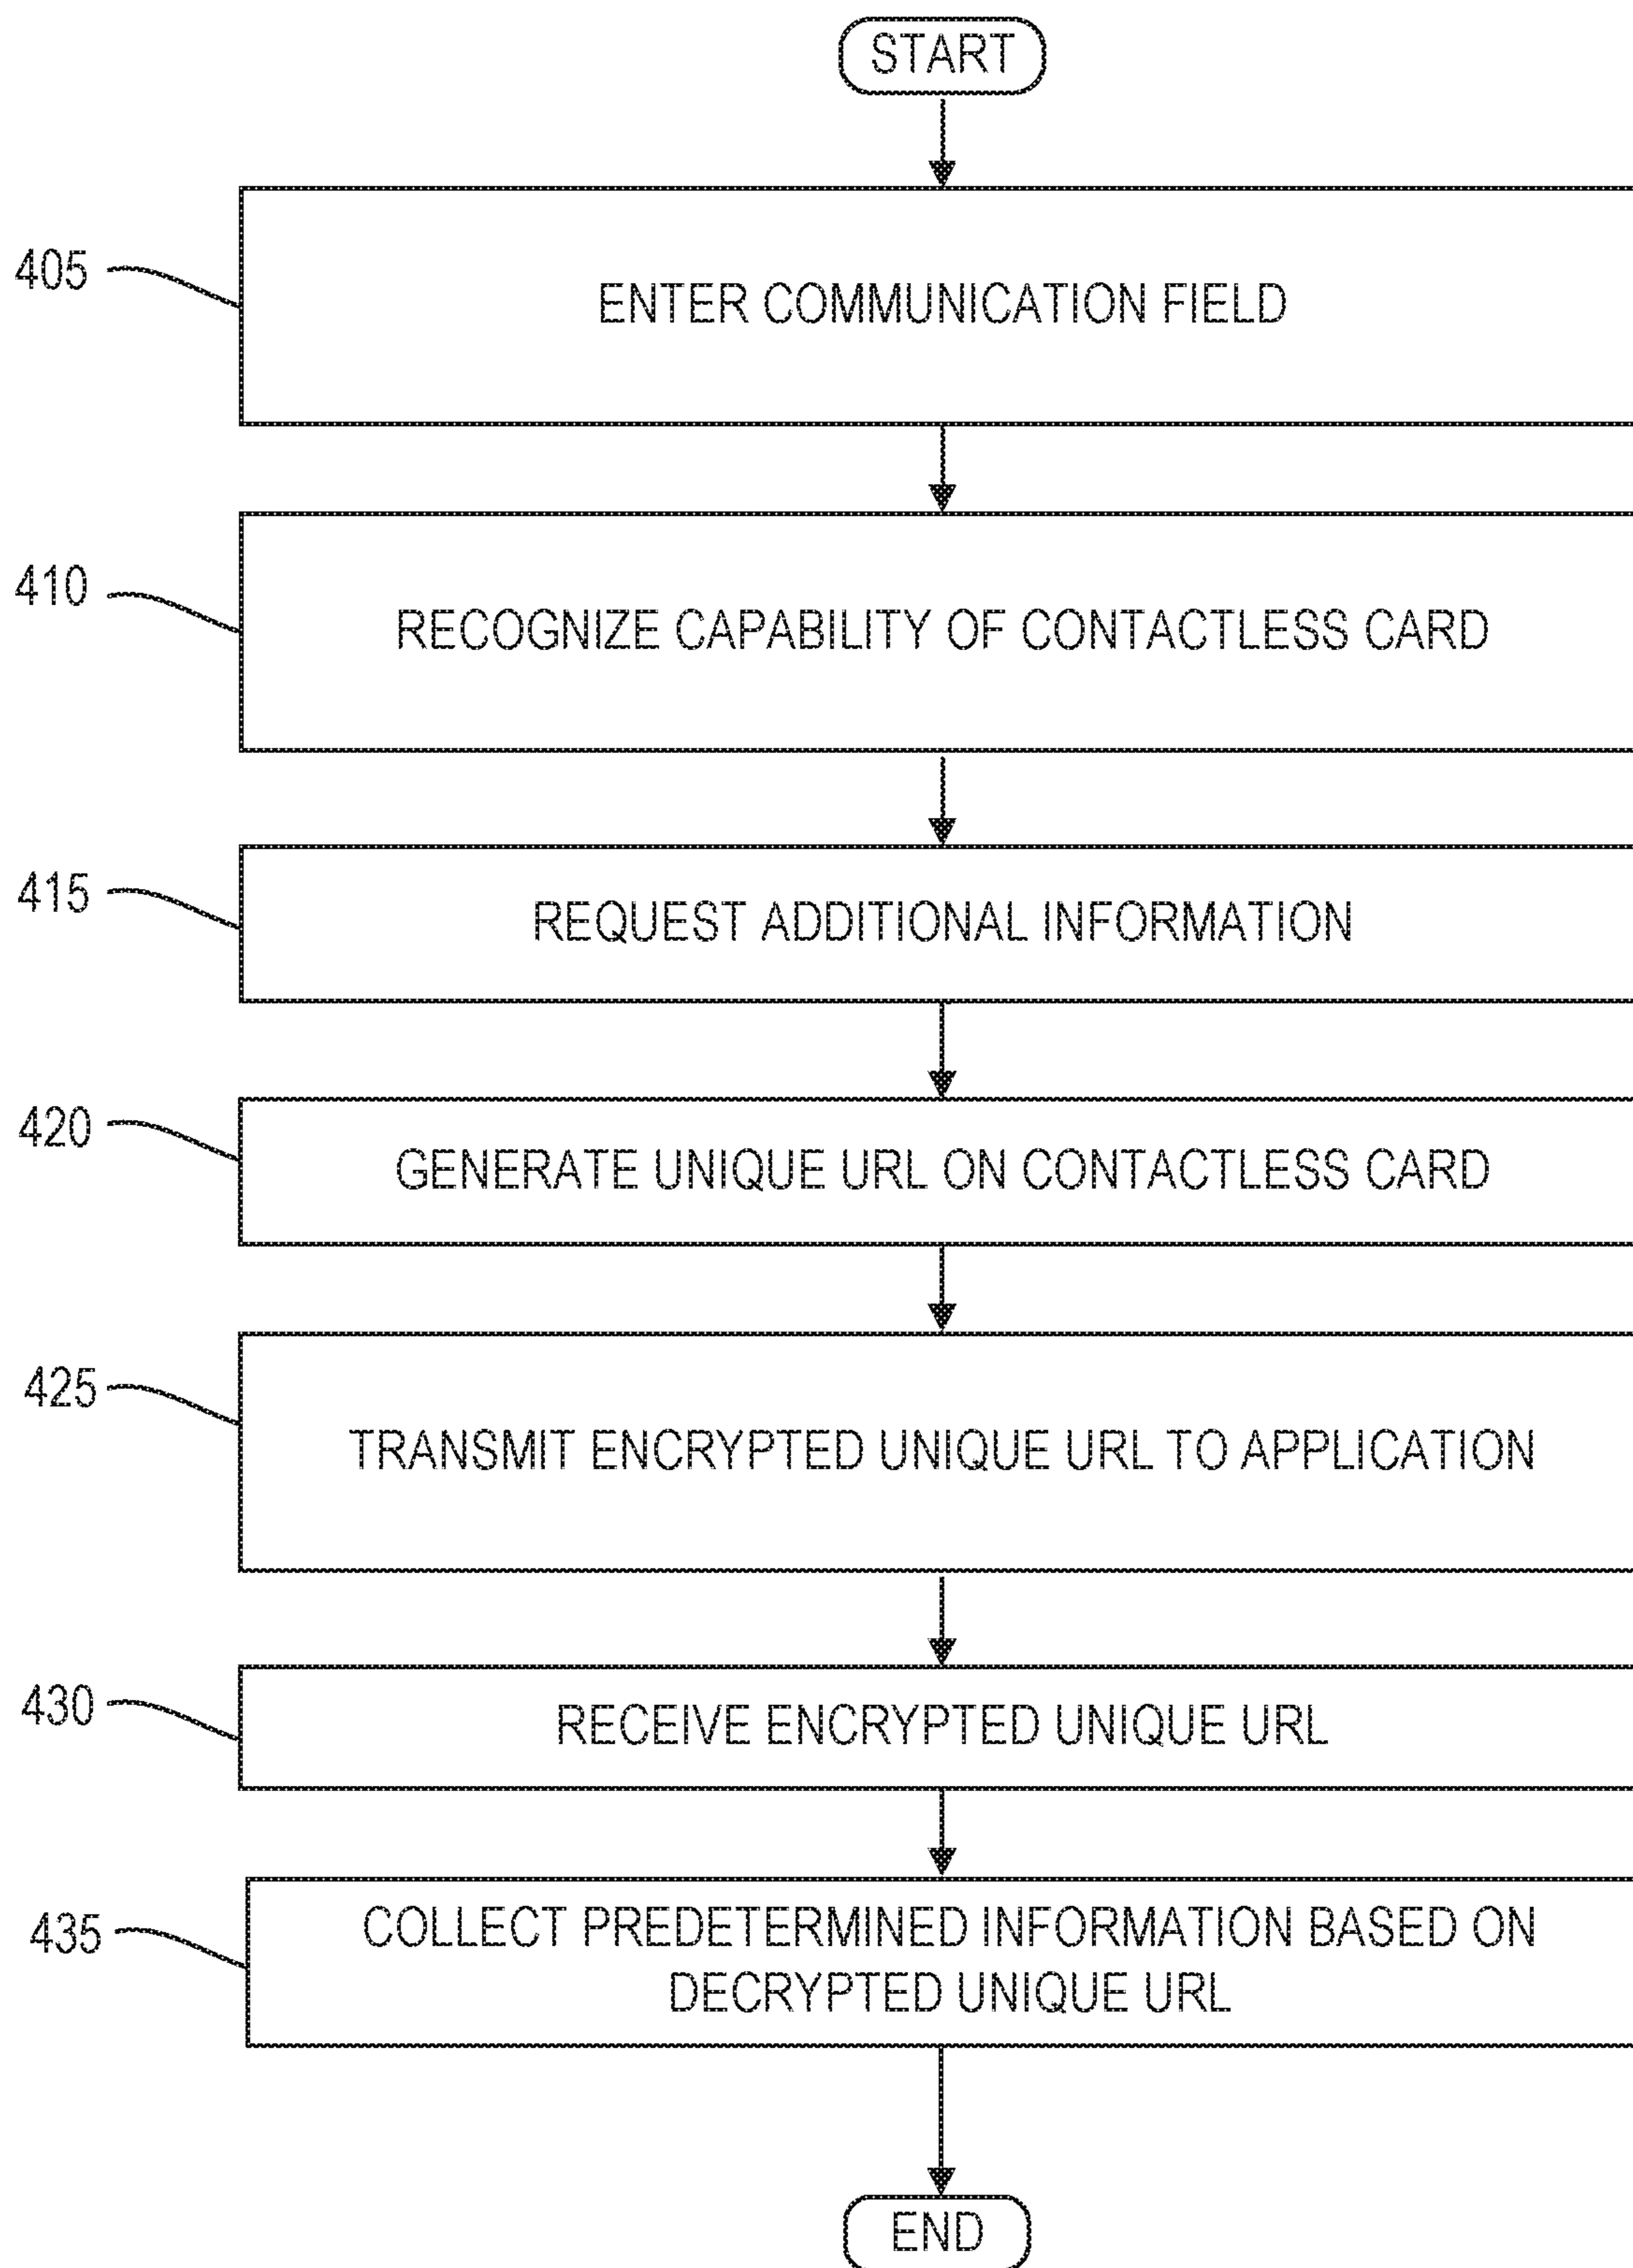 START
405
ENTER COMMUNICATION FIELD
410
RECOGNIZE CAPABILITY OF CONTACTLESS CARD
415
REQUEST ADDITIONAL INFORMATION
420
GENERATE UNIQUE URL ON CONTACTLESS CARD
425
TRANSMIT ENCRYPTED UNIQUE URL TO APPLICATION
430
RECEIVE ENCRYPTED UNIQUE URL
435
COLLECT PREDETERMINED INFORMATION BASED ON
DECRYPTED UNIQUE URL
END